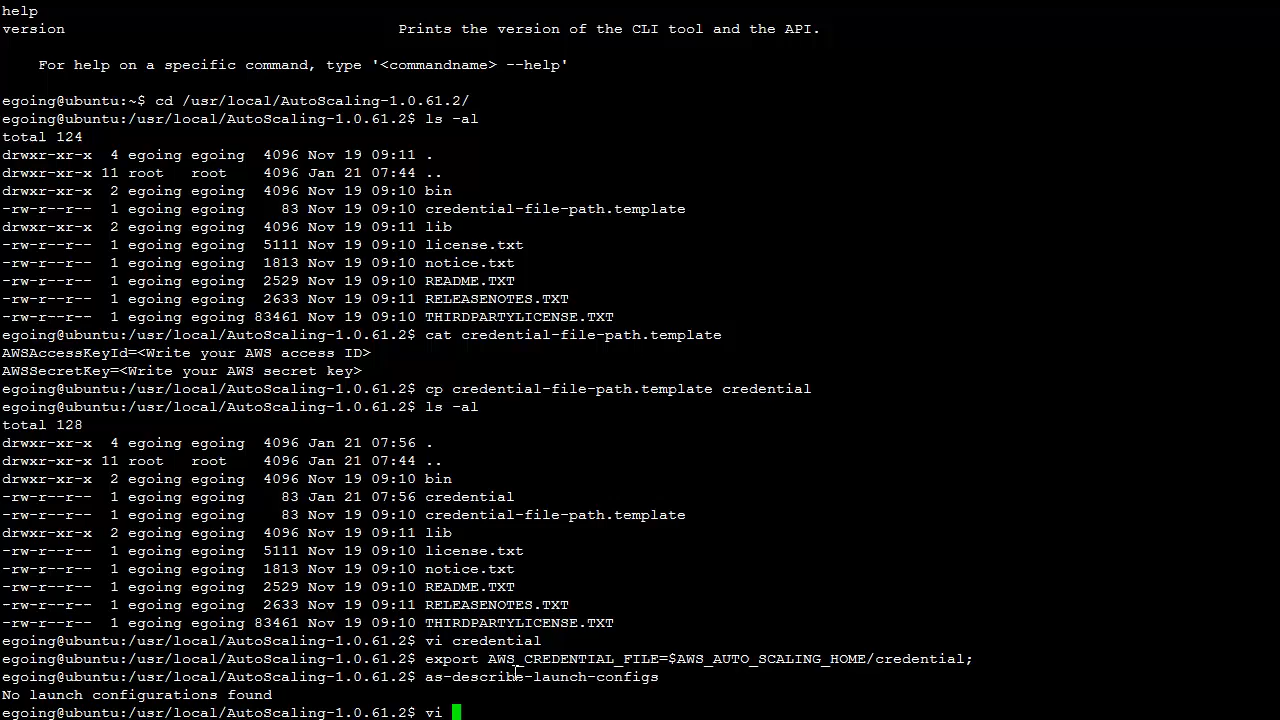 help
version                                     Prints the version of the CLI tool and the API.
    For help on a specific command, type '<commandname> --help'
egoing@ubuntu:~$ cd /usr/local/AutoScaling-1.0.61.2/
egoing@ubuntu:/usr/local/AutoScaling-1.0.61.2$ ls -al
total 124
drwxr-xr-x  4 egoing egoing  4096 Nov 19 09:11 .
drwxr-xr-x 11 root   root    4096 Jan 21 07:44 ..
drwxr-xr-x  2 egoing egoing  4096 Nov 19 09:10 bin
-rw-r--r--  1 egoing egoing    83 Nov 19 09:10 credential-file-path.template
drwxr-xr-x  2 egoing egoing  4096 Nov 19 09:11 lib
-rw-r--r--  1 egoing egoing  5111 Nov 19 09:10 license.txt
-rw-r--r--  1 egoing egoing  1813 Nov 19 09:10 notice.txt
-rw-r--r--  1 egoing egoing  2529 Nov 19 09:10 README.TXT
-rw-r--r--  1 egoing egoing  2633 Nov 19 09:11 RELEASENOTES.TXT
-rw-r--r--  1 egoing egoing 83461 Nov 19 09:10 THIRDPARTYLICENSE.TXT
egoing@ubuntu:/usr/local/AutoScaling-1.0.61.2$ cat credential-file-path.template
AWSAccessKeyId=<Write your AWS access ID>
AWSSecretKey=<Write your AWS secret key>
egoing@ubuntu:/usr/local/AutoScaling-1.0.61.2$ cp credential-file-path.template credential
egoing@ubuntu:/usr/local/AutoScaling-1.0.61.2$ ls -al
total 128
drwxr-xr-x  4 egoing egoing  4096 Jan 21 07:56 .
drwxr-xr-x 11 root   root    4096 Jan 21 07:44 ..
drwxr-xr-x  2 egoing egoing  4096 Nov 19 09:10 bin
-rw-r--r--  1 egoing egoing    83 Jan 21 07:56 credential
-rw-r--r--  1 egoing egoing    83 Nov 19 09:10 credential-file-path.template
drwxr-xr-x  2 egoing egoing  4096 Nov 19 09:11 lib
-rw-r--r--  1 egoing egoing  5111 Nov 19 09:10 license.txt
-rw-r--r--  1 egoing egoing  1813 Nov 19 09:10 notice.txt
-rw-r--r--  1 egoing egoing  2529 Nov 19 09:10 README.TXT
-rw-r--r--  1 egoing egoing  2633 Nov 19 09:11 RELEASENOTES.TXT
-rw-r--r--  1 egoing egoing 83461 Nov 19 09:10 THIRDPARTYLICENSE.TXT
egoing@ubuntu:/usr/local/AutoScaling-1.0.61.2$ vi credential
egoing@ubuntu:/usr/local/AutoScaling-1.0.61.2$ export AWS_CREDENTIAL_FILE=$AWS_AUTO_SCALING_HOME/credential;
egoing@ubuntu:/usr/local/AutoScaling-1.0.61.2$ as-describe-launch-configs
No launch configurations found
egoing@ubuntu:/usr/local/AutoScaling-1.0.61.2$ vi